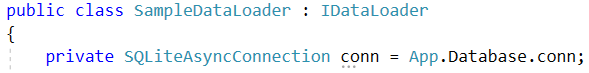 public class SampleDataLoader : IDataLoader
{
private SQLiteAsyncConnection conn = App.Database.conn;